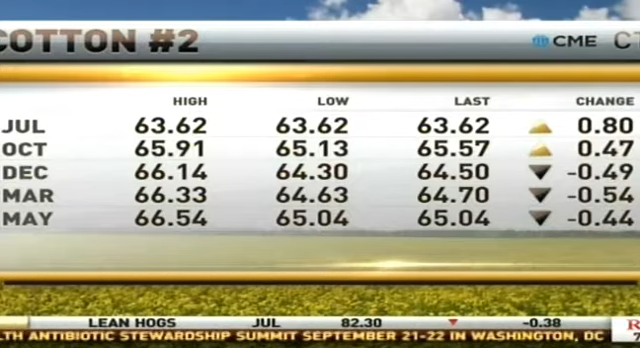 COTTON #2 CME CT
HIGH LOW LAST CHANGE
JUL 63.62 63.62 63.62 0.80
OCT 65.91 65.13 65.57 0.47
DEC 66.14 64.30 64.50 -0.49
MAR 66.33 64.63 64.70 -0.54
MAY 66.54 65.04 65.04 -0.44
LEAN HOGS JUL 82.30 -0.38
LTH ANTIBIOTIC STEWARDSHIP SUMMIT SEPTEMBER 21-22 IN WASHINGTON, DC